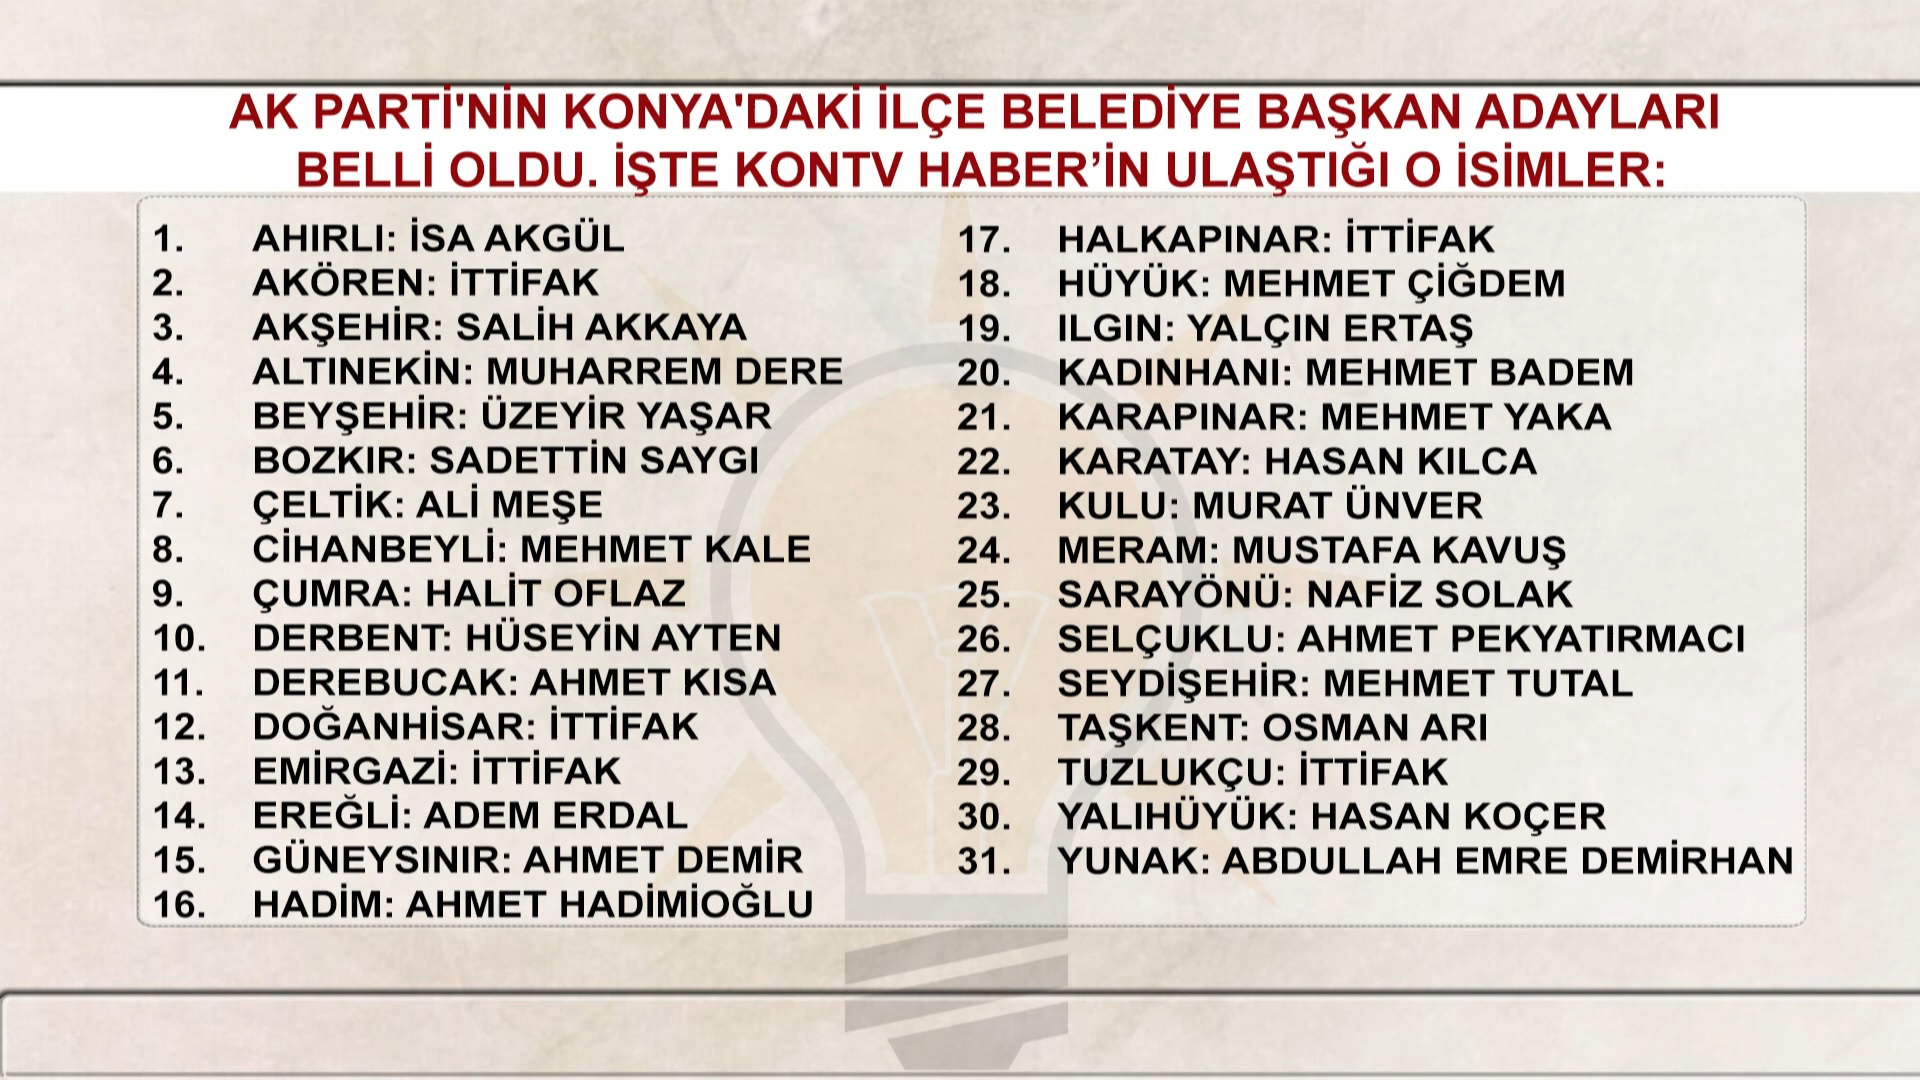 AK PARTİ'NİN KONYA'DAKİ İLÇE BELEDİYE BAŞKAN ADAYLARI
BELLİ OLDU. İŞTE KONTV HABER’İN ULAŞTIĞI O İSİMLER:
1. AHIRLI: İSA AKGÜL
2. AKÖREN: İTTİFAK
3. AKŞEHİR: SALİH AKKAYA
4. ALTINEKİN: MUHARREM DERE
5. BEYŞEHİR: ÜZEYİR YAŞAR
6. BOZKIR: SADETTİN SAYGI
7. ÇELTİK: ALİ MEŞE
8. CİHANBEYLİ: MEHMET KALE
9. ÇUMRA: HALİT OFLAZ
10. DERBENT: HÜSEYİN AYTEN
11. DEREBUCAK: AHMET KISA
12. DOĞANHİSAR: İTTİFAK
13. EMİRGAZİ: İTTİFAK
14. EREĞLİ: ADEM ERDAL
15. GÜNEYSINIR: AHMET DEMİR
16. HADİM: AHMET HADİMİOĞLU
17. HALKAPINAR: İTTİFAK
18. HÜYÜK: MEHMET ÇİĞDEM
19. ILGIN: YALÇIN ERTAŞ
20. KADINHANI: MEHMET BADEM
21. KARAPINAR: MEHMET YAKA
22. KARATAY: HASAN KILCA
23. KULU: MURAT ÜNVER
24. MERAM: MUSTAFA KAVUŞ
25. SARAYÖNÜ: NAFİZ SOLAK
26. SELÇUKLU: AHMET PEKYATIRMACI
27. SEYDİŞEHİR: MEHMET TUTAL
28. TAŞKENT: OSMAN ARI
29. TUZLUKÇU: İTTİFAK
30. YALIHÜYÜK: HASAN KOÇER
31. YUNAK: ABDULLAH EMRE DEMİRHAN